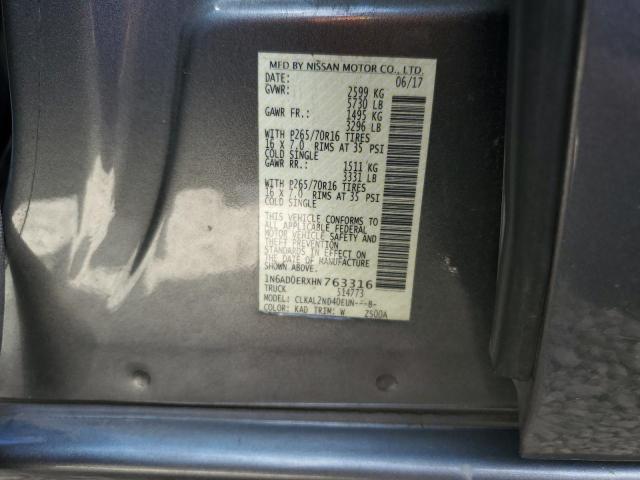 MFD BY NISSAN MOTOR CO., LTD.
DATE: 06/17
GVWR: 2599 KG
5730 LB
GAWR FR.: 1495 KG
3296 LB
WITH P265/70R16 TIRES
16 X 7.0 RIMS AT 35 PSI
COLD SINGLE
GAWR RR.: 1511 KG
3331 LB
WITH P265/70R16 TIRES
16 X 7.0 RIMS AT 35 PSI
COLD SINGLE
THIS VEHICLE CONFORMS TO
ALL APPLICABLE FEDERAL
MOTOR VEHICLE SAFETY AND
THEFT PREVENTION
STANDARDS IN EFFECT ON
THE DATE OF MANUFACTURE
SHOWN ABOVE.
1N6AD0ERXHN763316
TRUCK 514773
MODEL: CLKAL2ND40EUN---8-
COLOR: KAD TRIM: W 2S00A